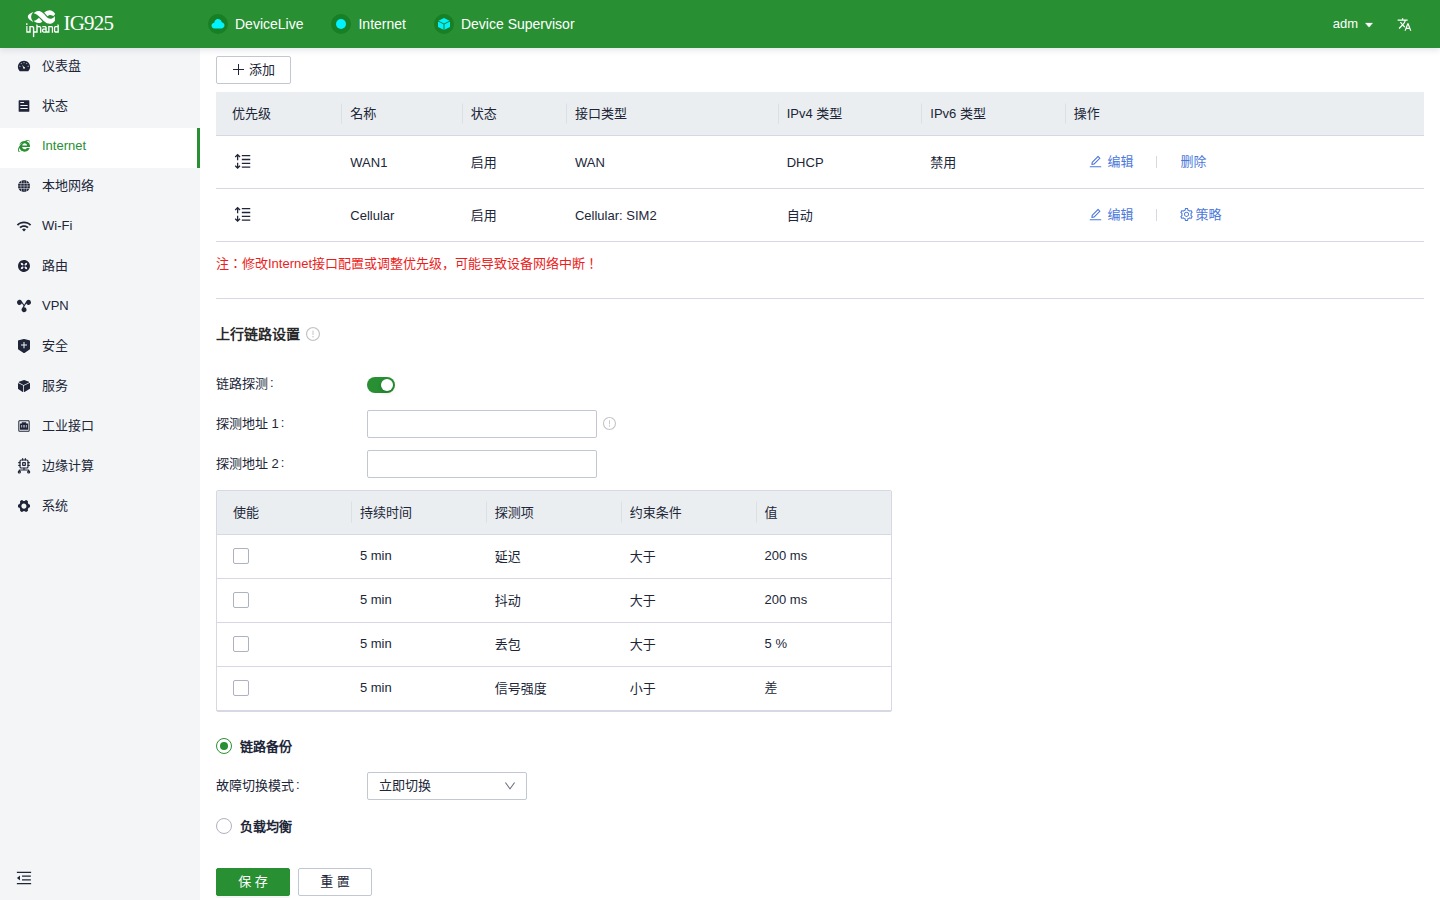 inhand IG925 DeviceLive Internet Device Supervisor adm
仪表盘
状态
Internet
本地网络
Wi-Fi
路由
VPN
安全
服务
工业接口
边缘计算
系统
添加
优先级 名称 状态 接口类型 IPv4 类型 IPv6 类型 操作
WAN1 启用 WAN DHCP 禁用 编辑 删除
Cellular 启用 Cellular: SIM2 自动 编辑 策略
注：修改Internet接口配置或调整优先级，可能导致设备网络中断！
上行链路设置
链路探测:
探测地址 1:
探测地址 2:
使能 持续时间 探测项 约束条件 值
5 min 延迟 大于 200 ms
5 min 抖动 大于 200 ms
5 min 丢包 大于 5 %
5 min 信号强度 小于 差
链路备份
故障切换模式: 立即切换
负载均衡
保 存 重 置